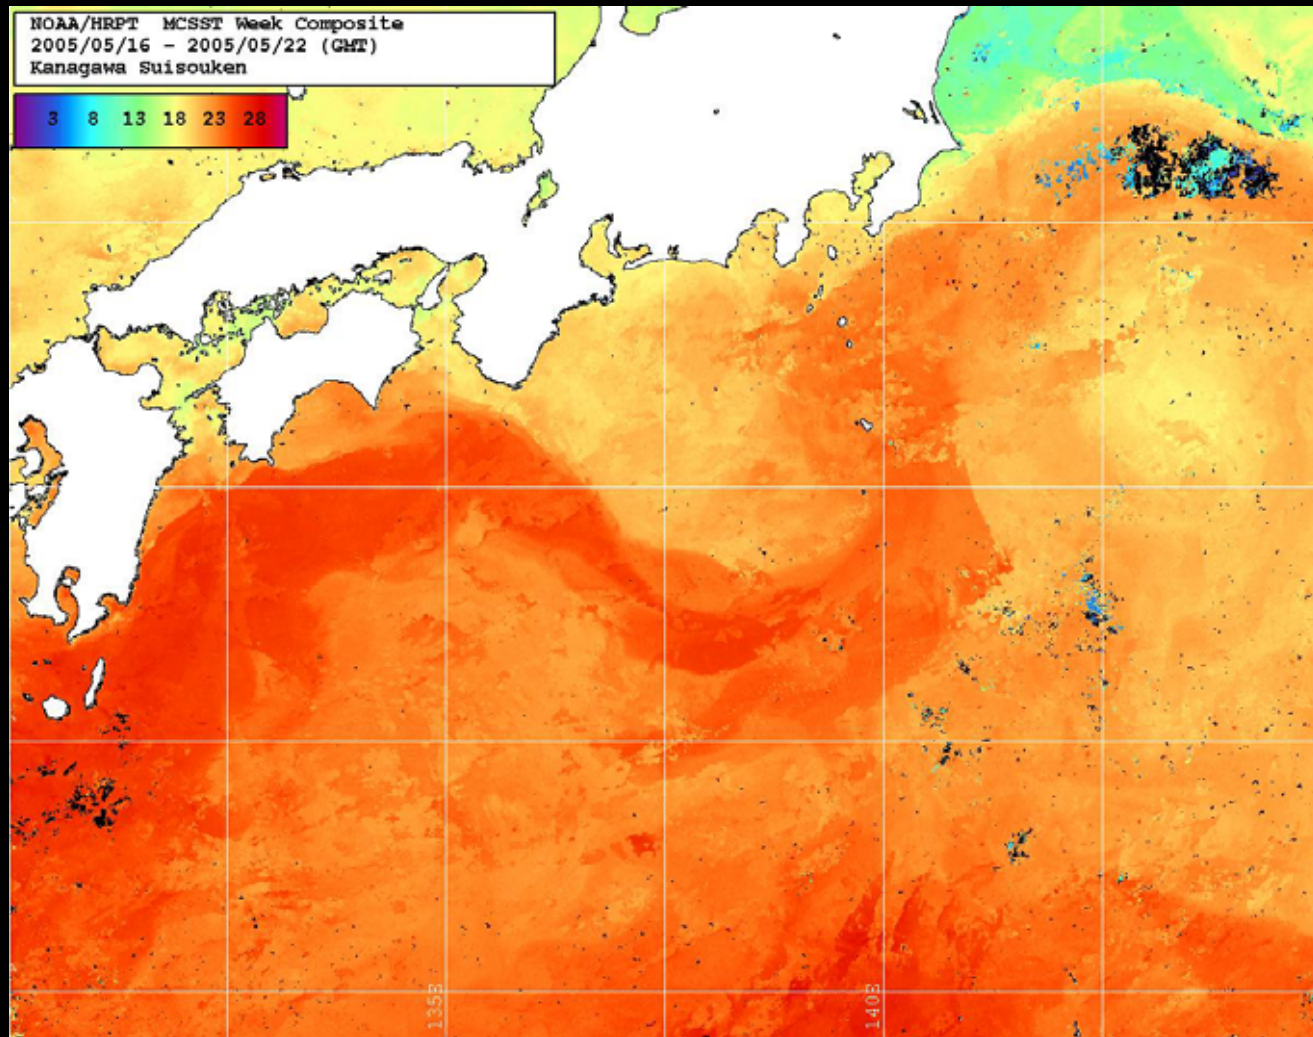 NOAA/HRPT  MCSST Week Composite
2005/05/16 - 2005/05/22 (GMT)
Kanagawa Suisouken
3 8 13 18 23 28
135E
140E